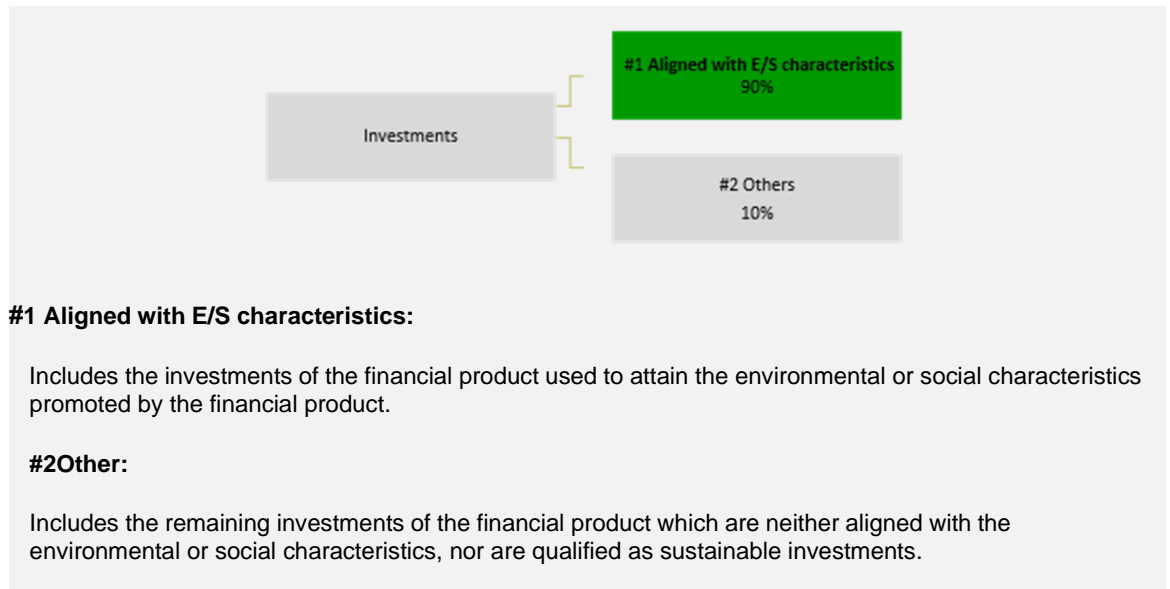 #1 Aligned with E/S characteristics
90%
Investments
#2 Others
10%
#1 Aligned with E/S characteristics:
Includes the investments of the financial product used to attain the environmental or social characteristics
promoted by the financial product.
#2Other:
Includes the remaining investments of the financial product which are neither aligned with the
environmental or social characteristics, nor are qualified as sustainable investments.